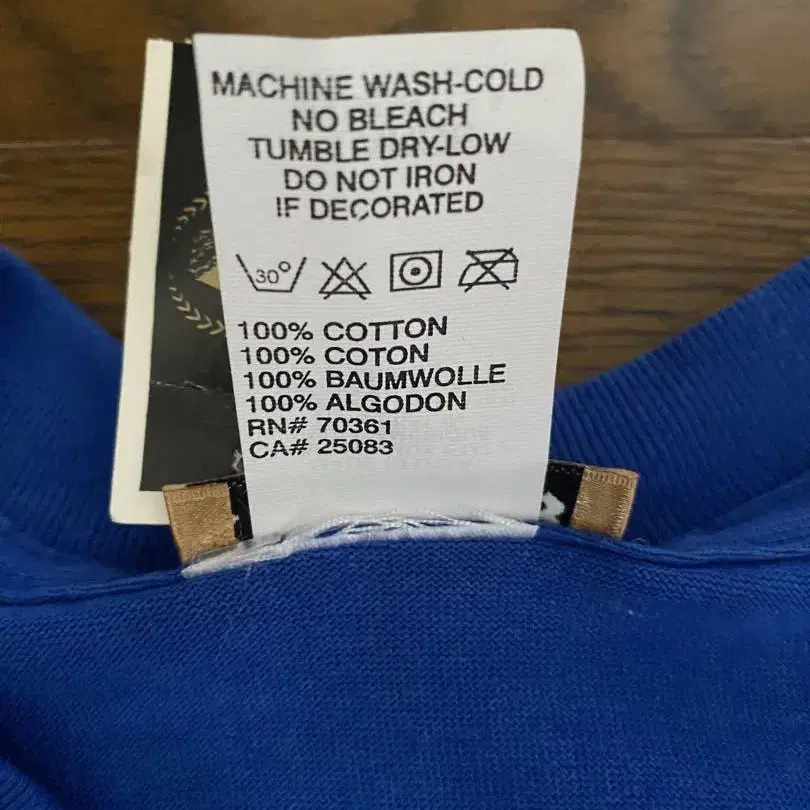 MACHINE WASH-COLD
NO BLEACH
TUMBLE DRY-LOW
DO NOT IRON
IF DECORATED
30°
100% COTTON
100% COTON
100% BAUMWOLLE
100% ALGODON
RN# 70361
CA# 25083